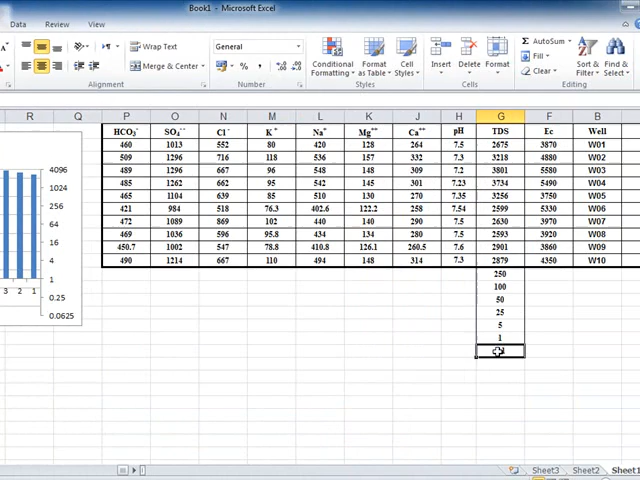 Book1 - Microsoft Excel
Data Review View
Wrap Text General AutoSum
Fill Clear
Merge & Center % , Conditional Formatting Format as Table Cell Styles Insert Delete Format Sort & Filter Find & Select
Alignment Number Styles Cells Editing
R Q P O N M L K J H G F B
HCO3- SO4-- Cl- K+ Na+ Mg++ Ca++ pH TDS Ec Well
460 1013 552 80 420 128 264 7.5 2675 3870 W01
509 1296 716 118 536 157 332 7.3 3218 4880 W02
489 1296 667 96 548 148 309 7.2 3801 5580 W03
485 1262 662 95 542 145 301 7.23 3734 5490 W04
465 1104 639 85 510 130 270 7.35 3256 3750 W05
421 984 518 76.3 402.6 122.2 258 7.54 2599 5330 W06
472 1089 869 102 440 140 290 7.5 2630 3970 W07
469 1036 596 95.8 434 134 280 7.5 2593 3920 W08
450.7 1002 547 78.8 410.8 126.1 260.5 7.6 2901 3860 W09
490 1214 667 110 494 148 314 7.3 2879 4350 W10
250
100
50
25
5
1
4096
1024
256
64
16
4
1
0.25
0.0625
3 2 1
Sheet3 Sheet2 Sheet1